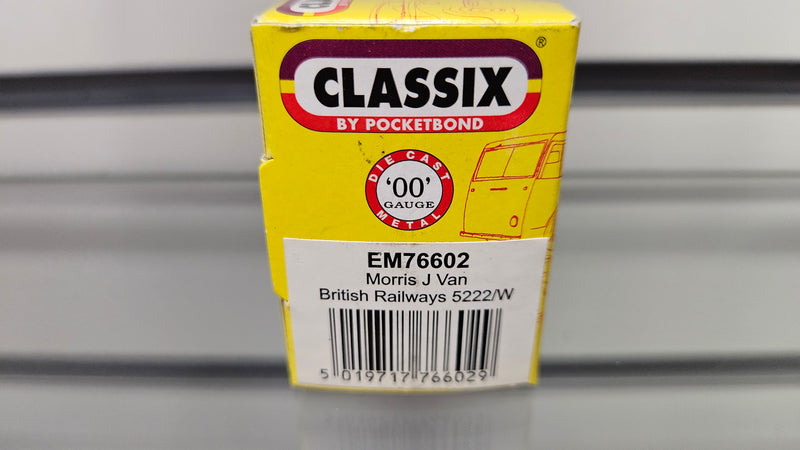 CLASSIX
®
BY POCKETBOND
DIE CAST
'00'
GAUGE
METAL
EM76602
Morris J Van
British Railways 5222/W
5 019717 766029